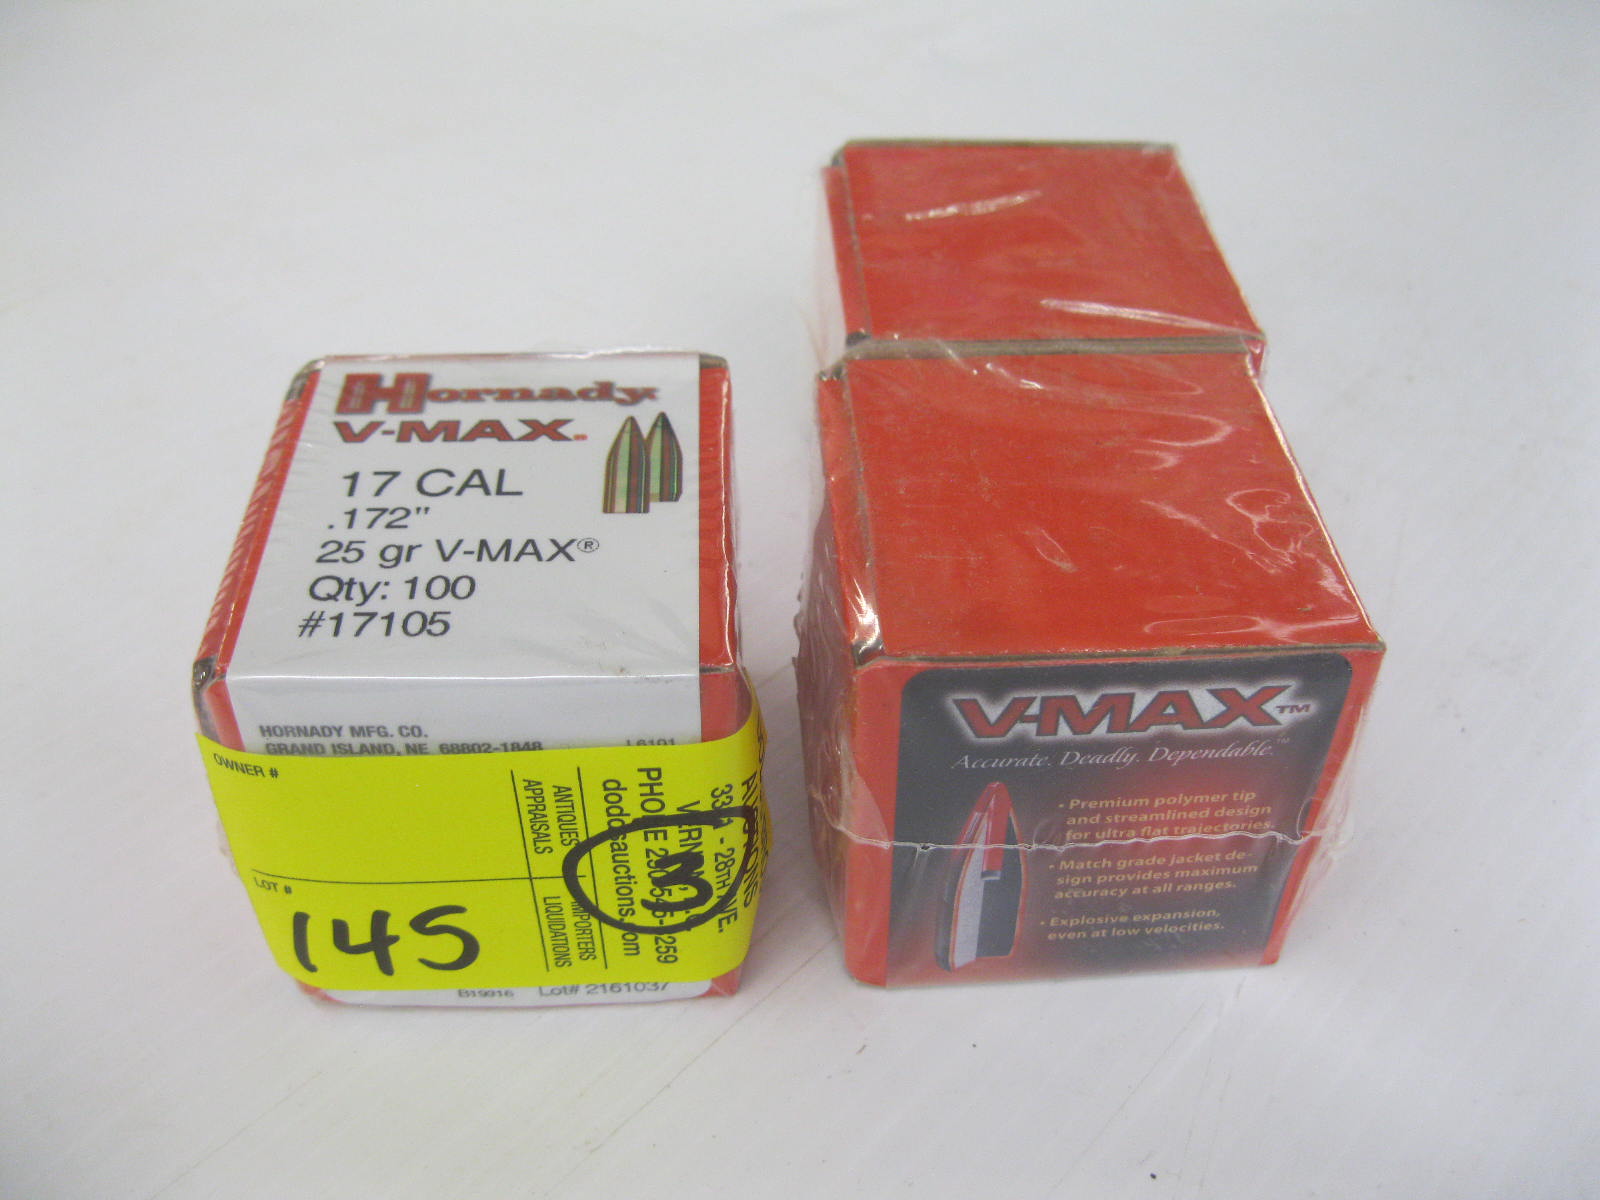 Hornady
V-MAX®
17 CAL
.172"
25 gr V-MAX®
Qty: 100
#17105
HORNADY MFG. CO.
GRAND ISLAND, NE 68802-1848
OWNER #
LOT #
145
ANTIQUES
APPRAISALS
IMPORTERS
LIQUIDATIONS
28TH AVE.
PHONE
doddsauctions.com
Lot# 2161037
V-MAX™
Accurate. Deadly. Dependable.™
• Premium polymer tip
and streamlined design
for ultra flat trajectories.
• Match grade jacket de-
sign provides maximum
accuracy at all ranges.
• Explosive expansion,
even at low velocities.